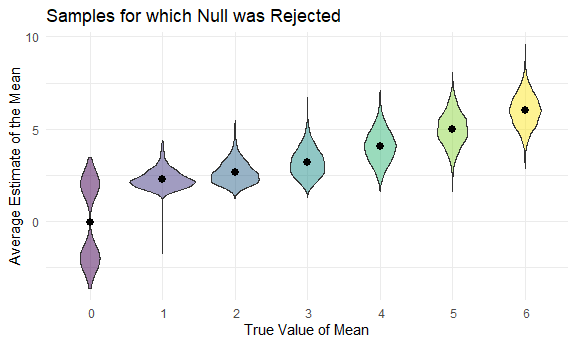 Samples for which Null was Rejected
10
5
0
Average Estimate of the Mean
0 1 2 3 4 5 6
True Value of Mean